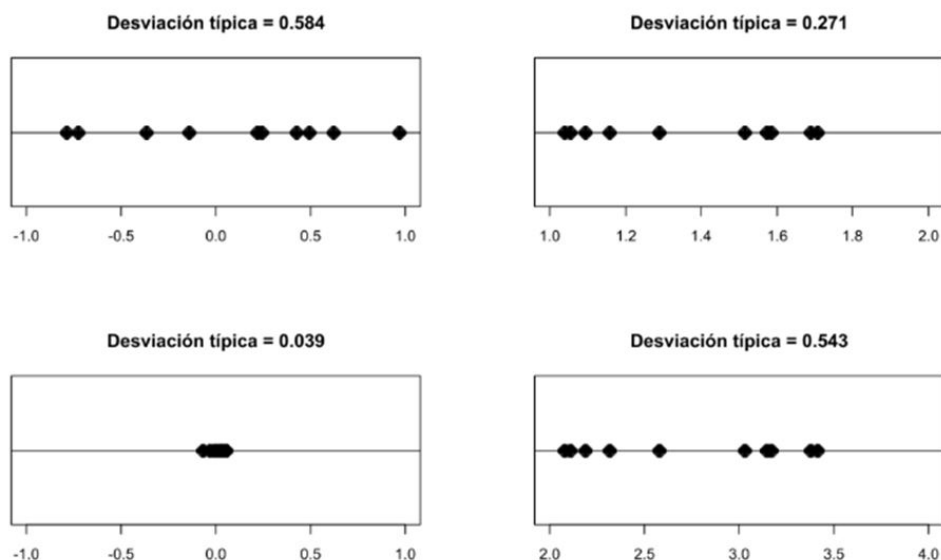 Desviación típica = 0.584
-1.0 -0.5 0.0 0.5 1.0
Desviación típica = 0.271
1.0 1.2 1.4 1.6 1.8 2.0
Desviación típica = 0.039
-1.0 -0.5 0.0 0.5 1.0
Desviación típica = 0.543
2.0 2.5 3.0 3.5 4.0